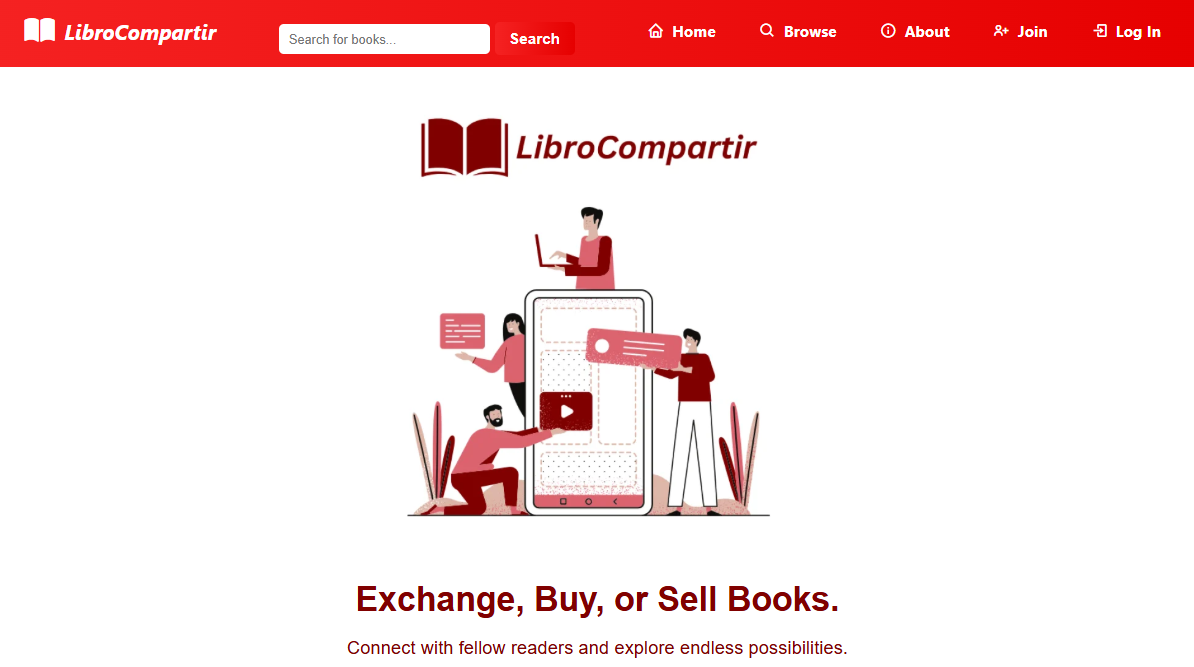 LibroCompartir
Search for books...
Search
Home
Browse
About
Join
Log In
LibroCompartir
Exchange, Buy, or Sell Books.
Connect with fellow readers and explore endless possibilities.